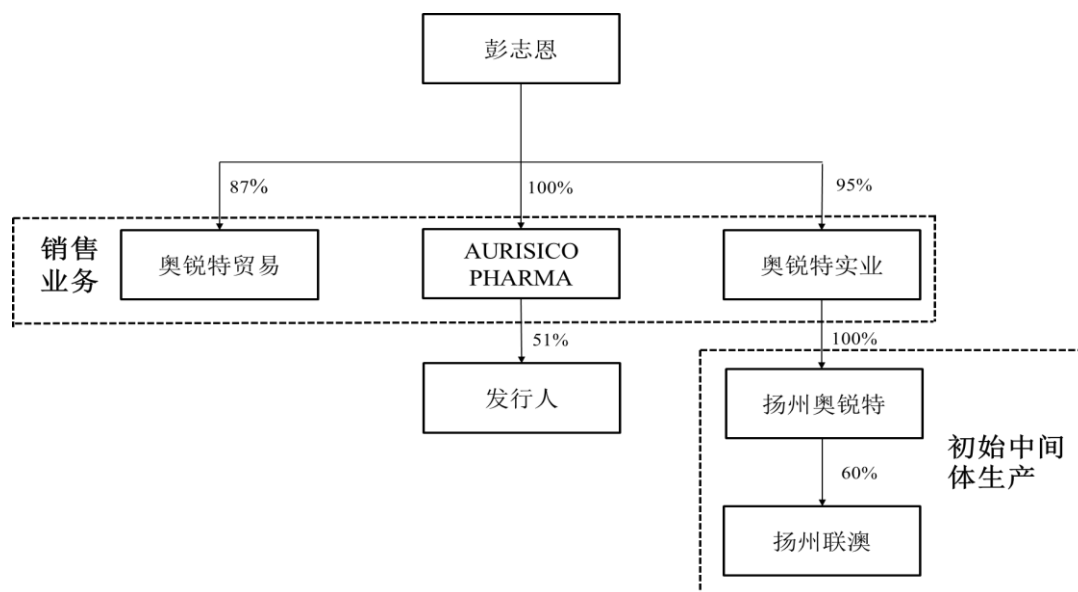 彭志恩
87%
100%
95%
销售
业务
奥锐特贸易
AURISICO
PHARMA
奥锐特实业
51%
100%
发行人
扬州奥锐特
初始中间
体生产
60%
扬州联澳